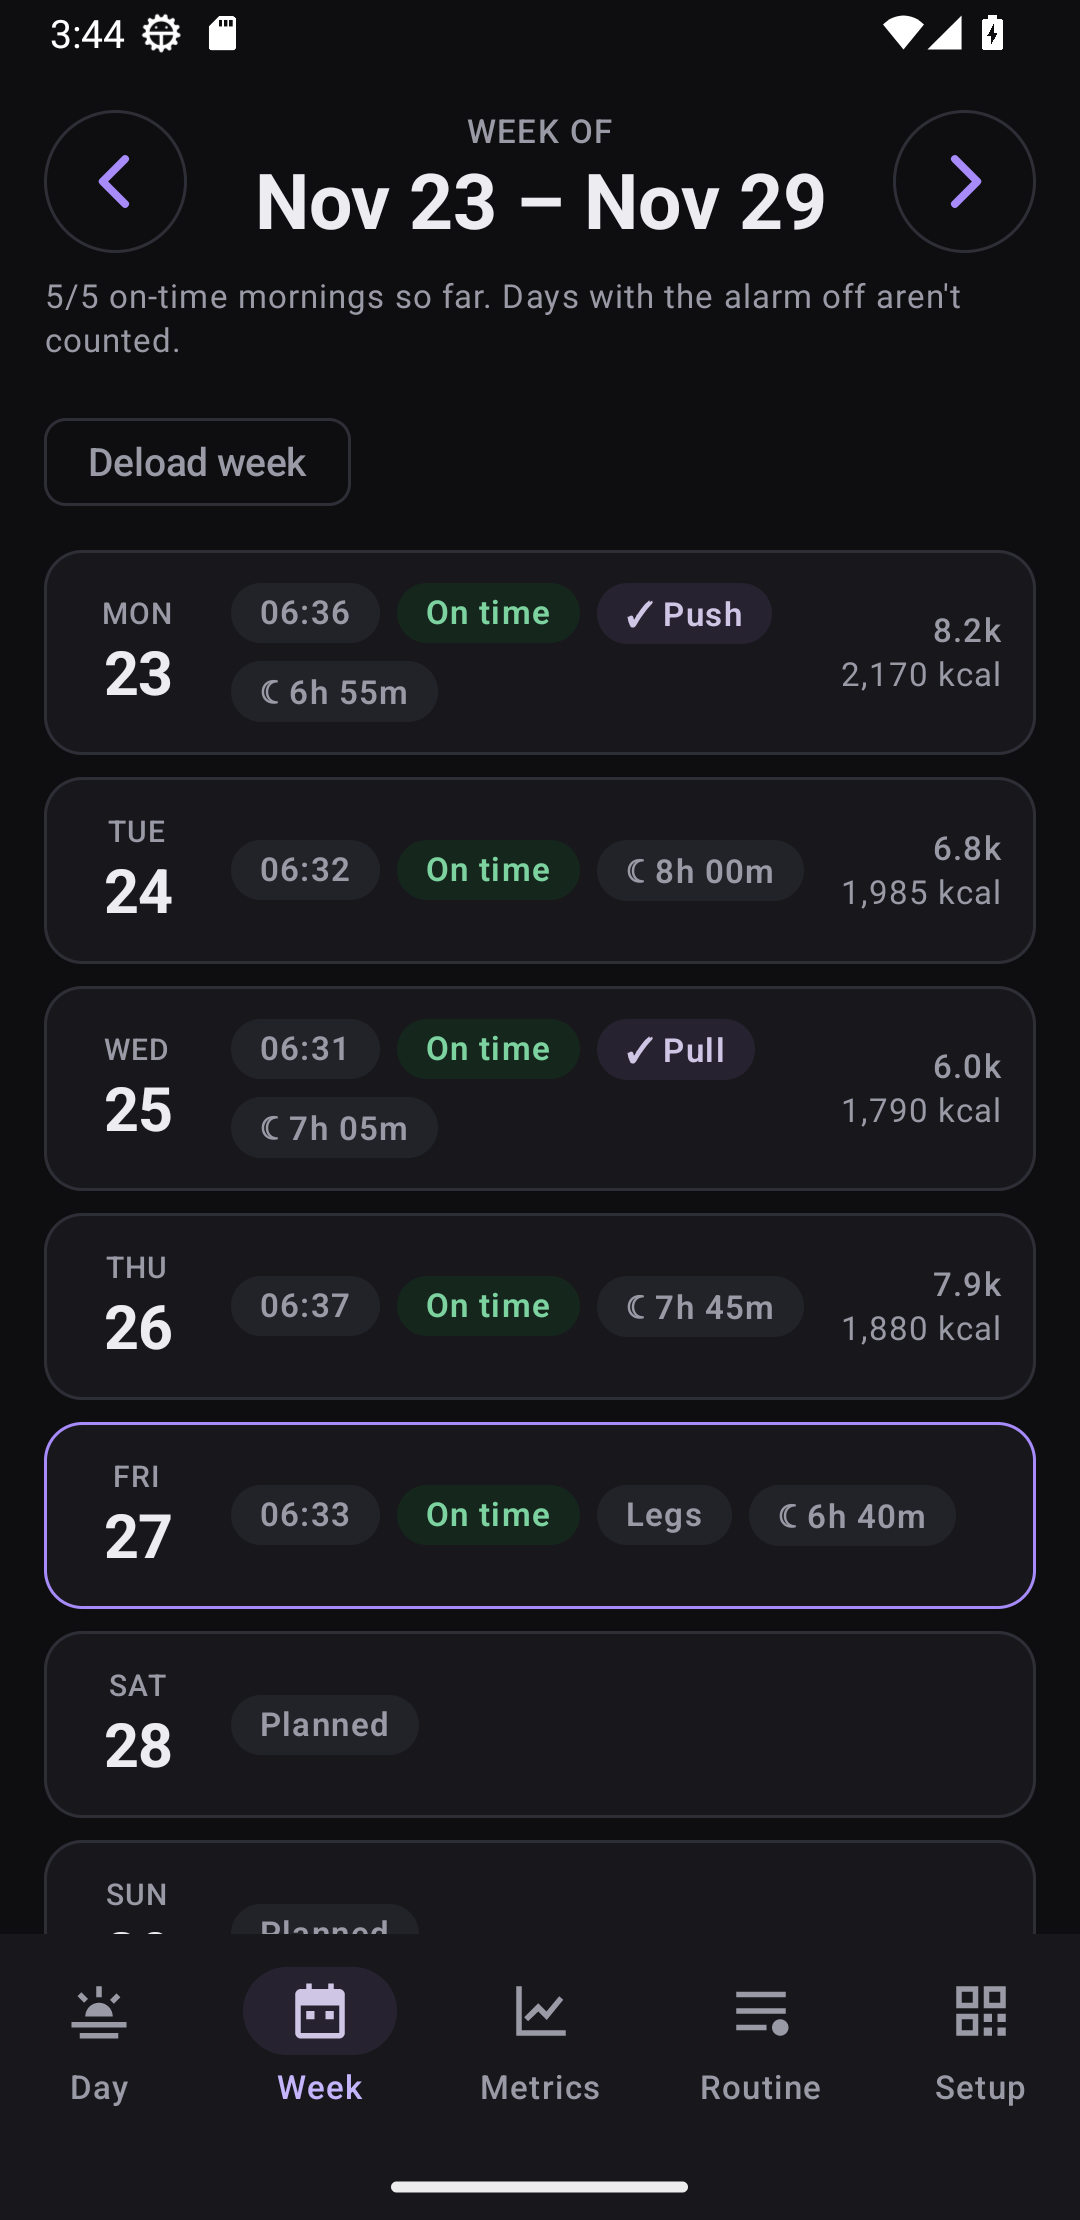 3:44
WEEK OF
Nov 23 – Nov 29
5/5 on-time mornings so far. Days with the alarm off aren't
counted.
Deload week
MON
23
06:36 On time ✓ Push
☾ 6h 55m
8.2k
2,170 kcal
TUE
24
06:32 On time ☾ 8h 00m
6.8k
1,985 kcal
WED
25
06:31 On time ✓ Pull
☾ 7h 05m
6.0k
1,790 kcal
THU
26
06:37 On time ☾ 7h 45m
7.9k
1,880 kcal
FRI
27
06:33 On time Legs ☾ 6h 40m
SAT
28
Planned
SUN
Planned
Day Week Metrics Routine Setup